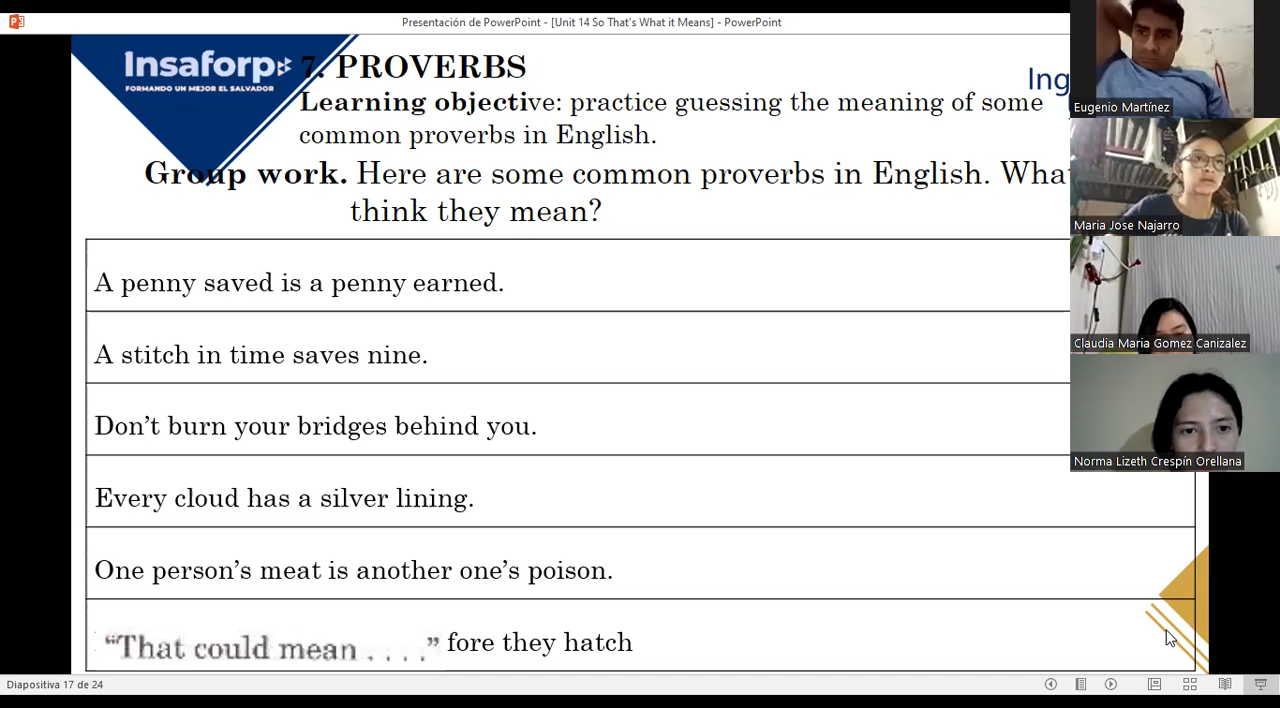 Presentación de PowerPoint - [Unit 14 So That's What it Means] - PowerPoint
Insaforp
FORMANDO UN MEJOR EL SALVADOR
7. PROVERBS
Ing
Learning objective: practice guessing the meaning of some
common proverbs in English.
Group work. Here are some common proverbs in English. What
think they mean?
A penny saved is a penny earned.
A stitch in time saves nine.
Don't burn your bridges behind you.
Every cloud has a silver lining.
One person's meat is another one's poison.
"That could mean . . . ." fore they hatch
Eugenio Martínez
Maria Jose Najarro
Claudia Maria Gomez Canizalez
Norma Lizeth Crespín Orellana
Diapositiva 17 de 24